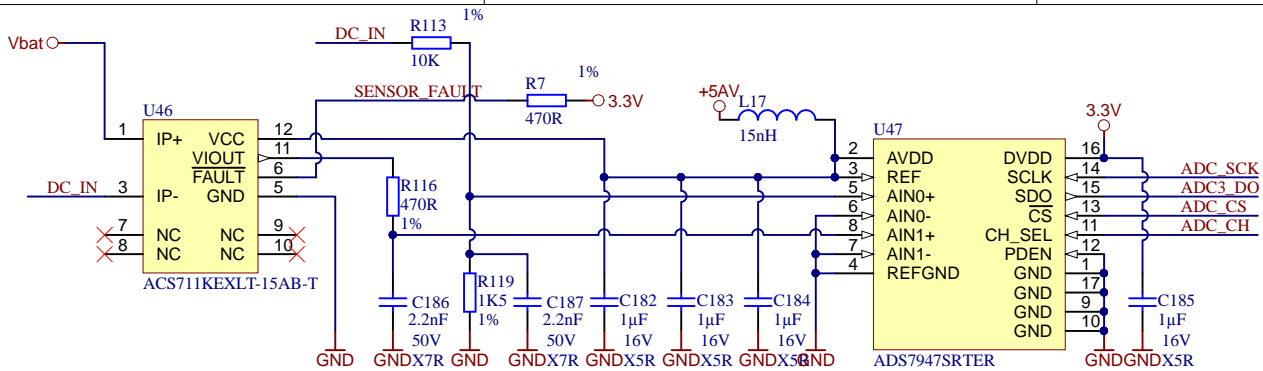 1%
R113
DC_IN
10K
Vbat
1%
R7
SENSOR_FAULT
3.3V
470R
+5AV
L17
15nH
3.3V
U46
1 IP+ VCC 12
VIOUT 11
FAULT 6
DC_IN 3 IP- GND 5
7 NC NC 9
8 NC NC 10
ACS711KEXLT-15AB-T
R116
470R
1%
R119
1K5
1%
C186
2.2nF
50V
X7R
C187
2.2nF
50V
X7R
C182
1µF
16V
X5R
C183
1µF
16V
X5R
C184
1µF
16V
X5R
GND GND GND GND GND GND GND GND
U47
2 AVDD DVDD 16
3 REF SCLK 14 ADC_SCK
5 AIN0+ SDO 15 ADC3_DO
6 AIN0- CS 13 ADC_CS
8 AIN1+ CH_SEL 11 ADC_CH
7 AIN1- PDEN 12
4 REFGND GND 1
GND 17
GND 9
GND 10
ADS7947SRTER
C185
1µF
16V
X5R
GND GND